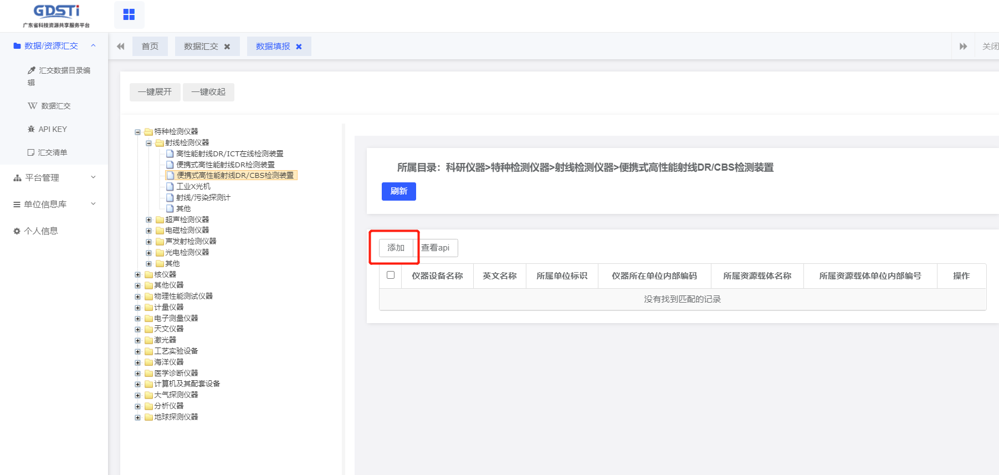 GDSTi
广东省科技资源共享服务平台
数据/资源汇交
汇交数据目录编
辑
数据汇交
API KEY
汇交清单
平台管理
单位信息库
个人信息
首页
数据汇交
数据填报
关闭
一键展开
一键收起
特种检测仪器
射线检测仪器
高性能射线DR/ICT在线检测装置
便携式高性能射线DR检测装置
便携式高性能射线DR/CBS检测装置
工业X光机
射线/污染探测计
其他
超声检测仪器
电磁检测仪器
声发射检测仪器
光电检测仪器
其他
核仪器
其他仪器
物理性能测试仪器
计量仪器
电子测量仪器
天文仪器
激光器
工艺实验设备
海洋仪器
医学诊断仪器
计算机及其配套设备
大气探测仪器
分析仪器
地球探测仪器
所属目录：科研仪器>特种检测仪器>射线检测仪器>便携式高性能射线DR/CBS检测装置
刷新
添加
查看api
仪器设备名称
英文名称
所属单位标识
仪器所在单位内部编码
所属资源载体名称
所属资源载体单位内部编号
操作
没有找到匹配的记录